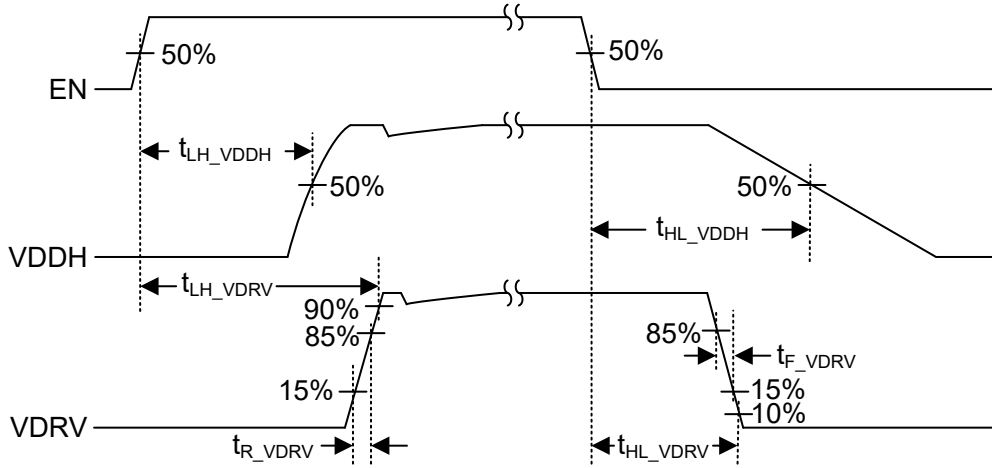 50%
50%
EN
tLH_VDDH
50%
50%
tHL_VDDH
VDDH
tLH_VDRV
90%
85%
85%
tF_VDRV
15%
15%
10%
VDRV
tR_VDRV
tHL_VDRV